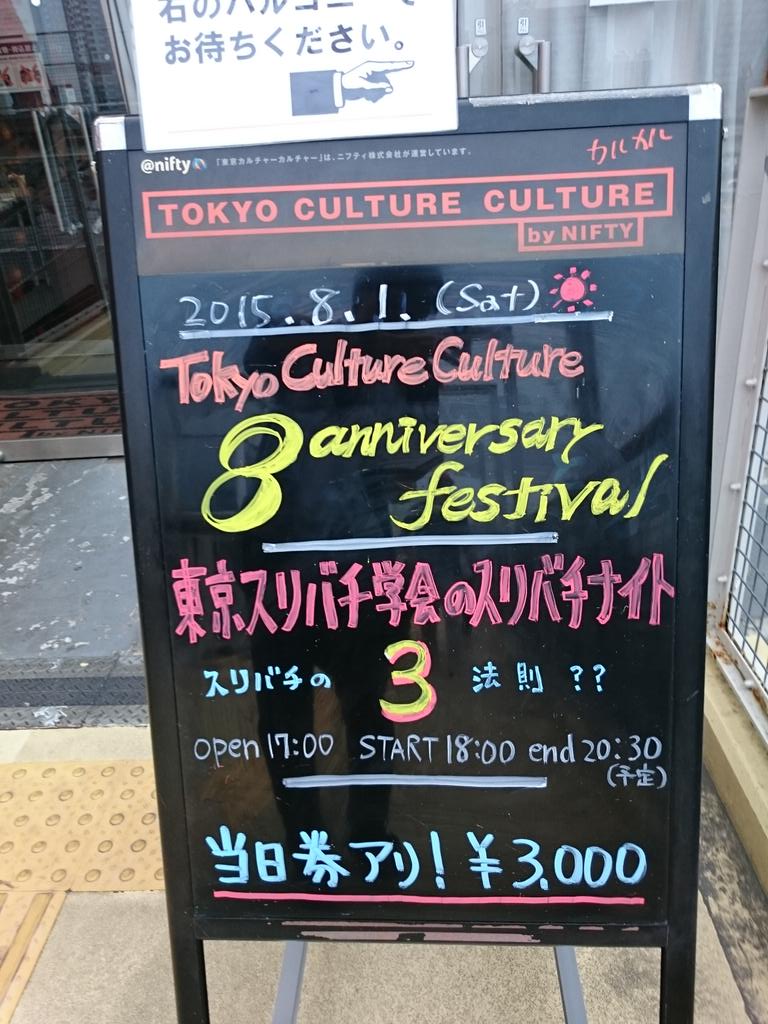 右のバルコニーで
お待ちください。
@nifty 「東京カルチャーカルチャー」は、ニフティ株式会社が運営しています。
カルカル
TOKYO CULTURE CULTURE
by NIFTY
2015.8.1.(Sat)
Tokyo Culture Culture
8 anniversary
festival
東京スリバチ学会のスリバチナイト
スリバチの 3 法則 ??
open 17:00 START 18:00 end 20:30
(予定)
当日券アリ! ¥3.000